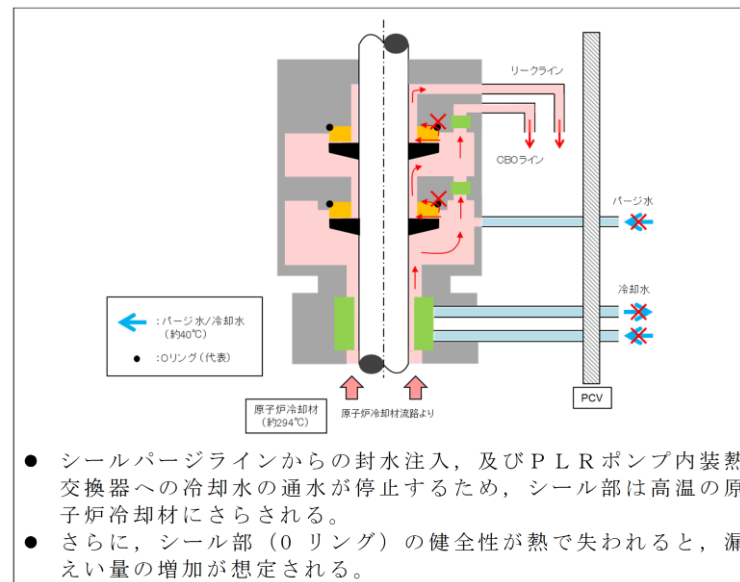 リークライン
CBOライン
パージ水
冷却水
：パージ水/冷却水
（約40℃）
：Oリング（代表）
原子炉冷却材
（約294℃）
原子炉冷却材流路より
PCV
● シールパージラインからの封水注入，及びＰＬＲポンプ内装熱
交換器への冷却水の通水が停止するため，シール部は高温の原
子炉冷却材にさらされる。
● さらに，シール部（O リング）の健全性が熱で失われると，漏
えい量の増加が想定される。